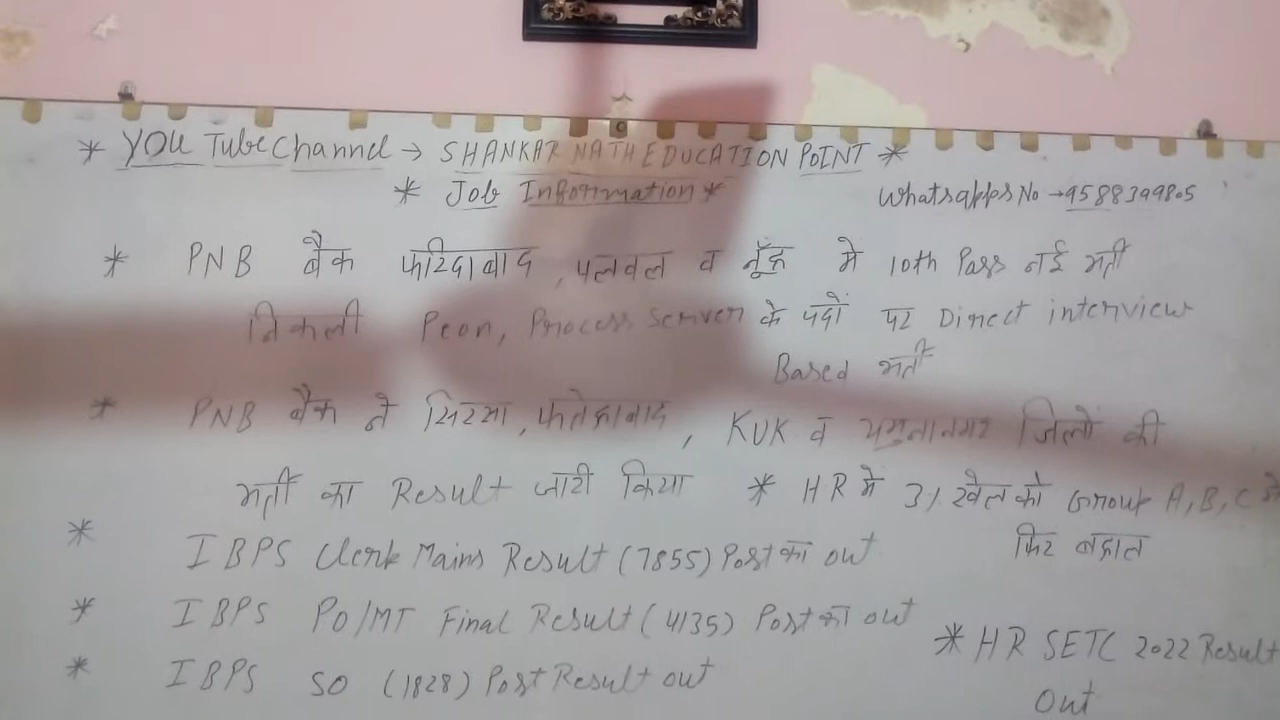 * YOU Tube Channel → SHANKAR NATH EDUCATION POINT *
* Job Information *
Whatsapps No → 9588399805
* PNB बैंक फरिदाबाद , पलवल व नूँह मे 10th Pass नई भर्ती
निकली Peon, Process Server के पदों पर Direct interview
Based भर्ती
* PNB बैंक ने सिरसा , फतेहाबाद , KUK व यमुनानगर जिलों की
भर्ती का Result जारी किया
* HR मे 3% खेल कोे Group A, B, C मे
फिर बहाल
* IBPS Clerk Mains Result (7855) Post का out
* IBPS PO/MT Final Result (4135) Post का out
* IBPS SO (1828) Post Result out
* HR SETC 2022 Result
Out